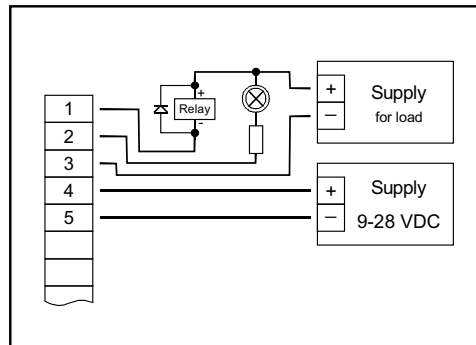 1
2
3
4
5
+
Relay
-
+
−
Supply
for load
+
−
Supply
9-28 VDC